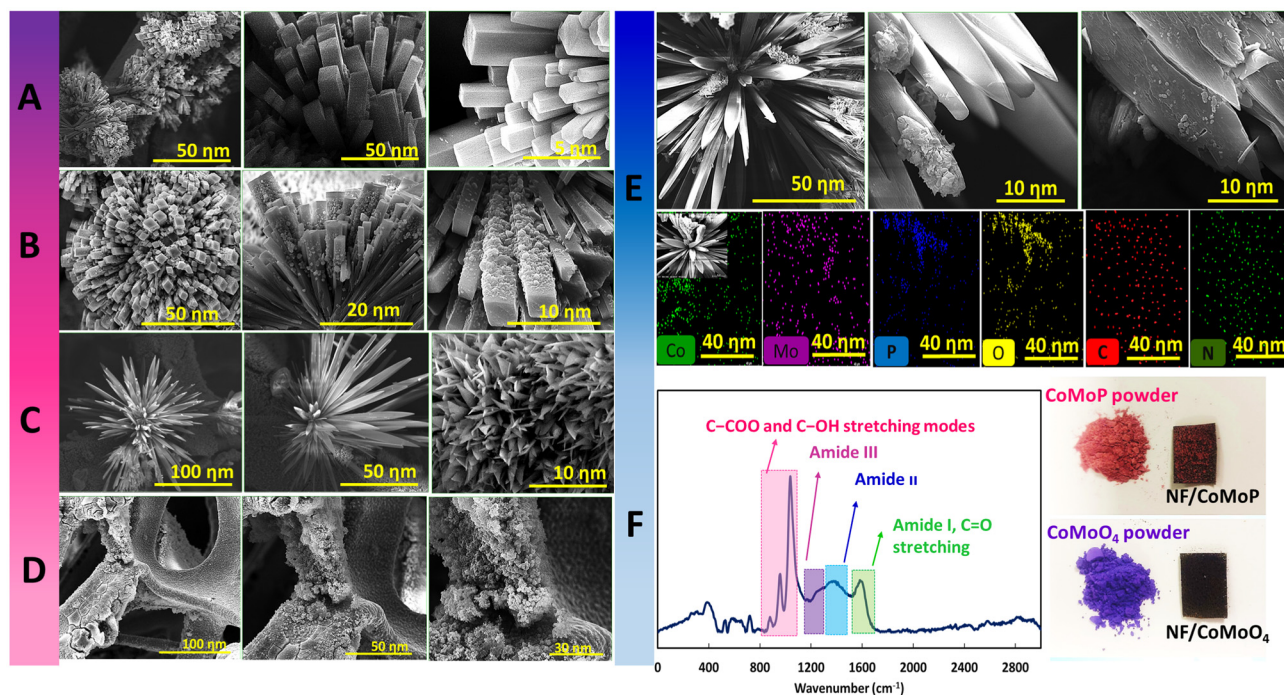 A
50 ηm
50 ηm
5 ηm
B
50 ηm
20 ηm
10 ηm
C
100 ηm
50 ηm
10 ηm
D
100 ηm
50 ηm
30 ηm
E
50 ηm
10 ηm
10 ηm
Co
40 ηm
Mo
40 ηm
P
40 ηm
O
40 ηm
C
40 ηm
N
40 ηm
F
C–COO and C–OH stretching modes
Amide III
Amide II
Amide I, C=O
stretching
0 400 800 1200 1600 2000 2400 2800
Wavenumber (cm⁻¹)
CoMoP powder
NF/CoMoP
CoMoO₄ powder
NF/CoMoO₄